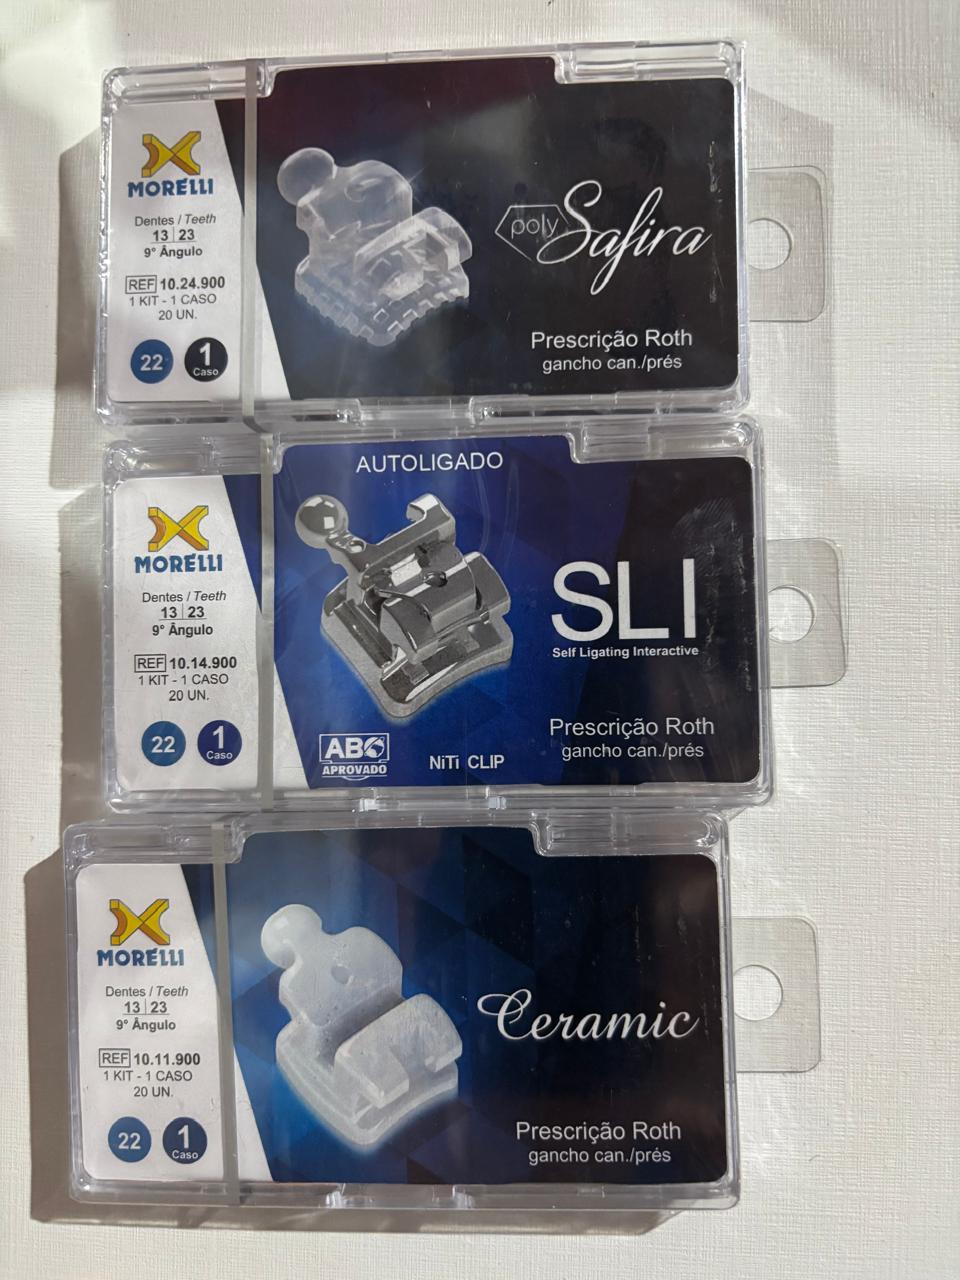 MORELLI
Dentes / Teeth
13 | 23
9° Ângulo
REF 10.24.900
1 KIT - 1 CASO
20 UN.
22
1
Caso
poly Safira
Prescrição Roth
gancho can./prés
AUTOLIGADO
MORELLI
Dentes / Teeth
13 | 23
9° Ângulo
REF 10.14.900
1 KIT - 1 CASO
20 UN.
22
1
Caso
SLI
Self Ligating Interactive
ABO
APROVADO
NiTi CLIP
Prescrição Roth
gancho can./prés
MORELLI
Dentes / Teeth
13 | 23
9° Ângulo
REF 10.11.900
1 KIT - 1 CASO
20 UN.
22
1
Caso
Ceramic
Prescrição Roth
gancho can./prés